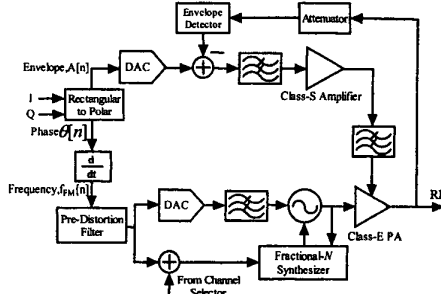 Envelope
Detector
Attenuator
Envelope,A[n]
DAC
−
+
Class-S Amplifier
I
Q
Rectangular
to Polar
Phase θ[n]
d
dt
Frequency,fFM[n]
RF
Pre-Distortion
Filter
DAC
Class-E PA
+
Fractional-N
Synthesizer
From Channel
Selector